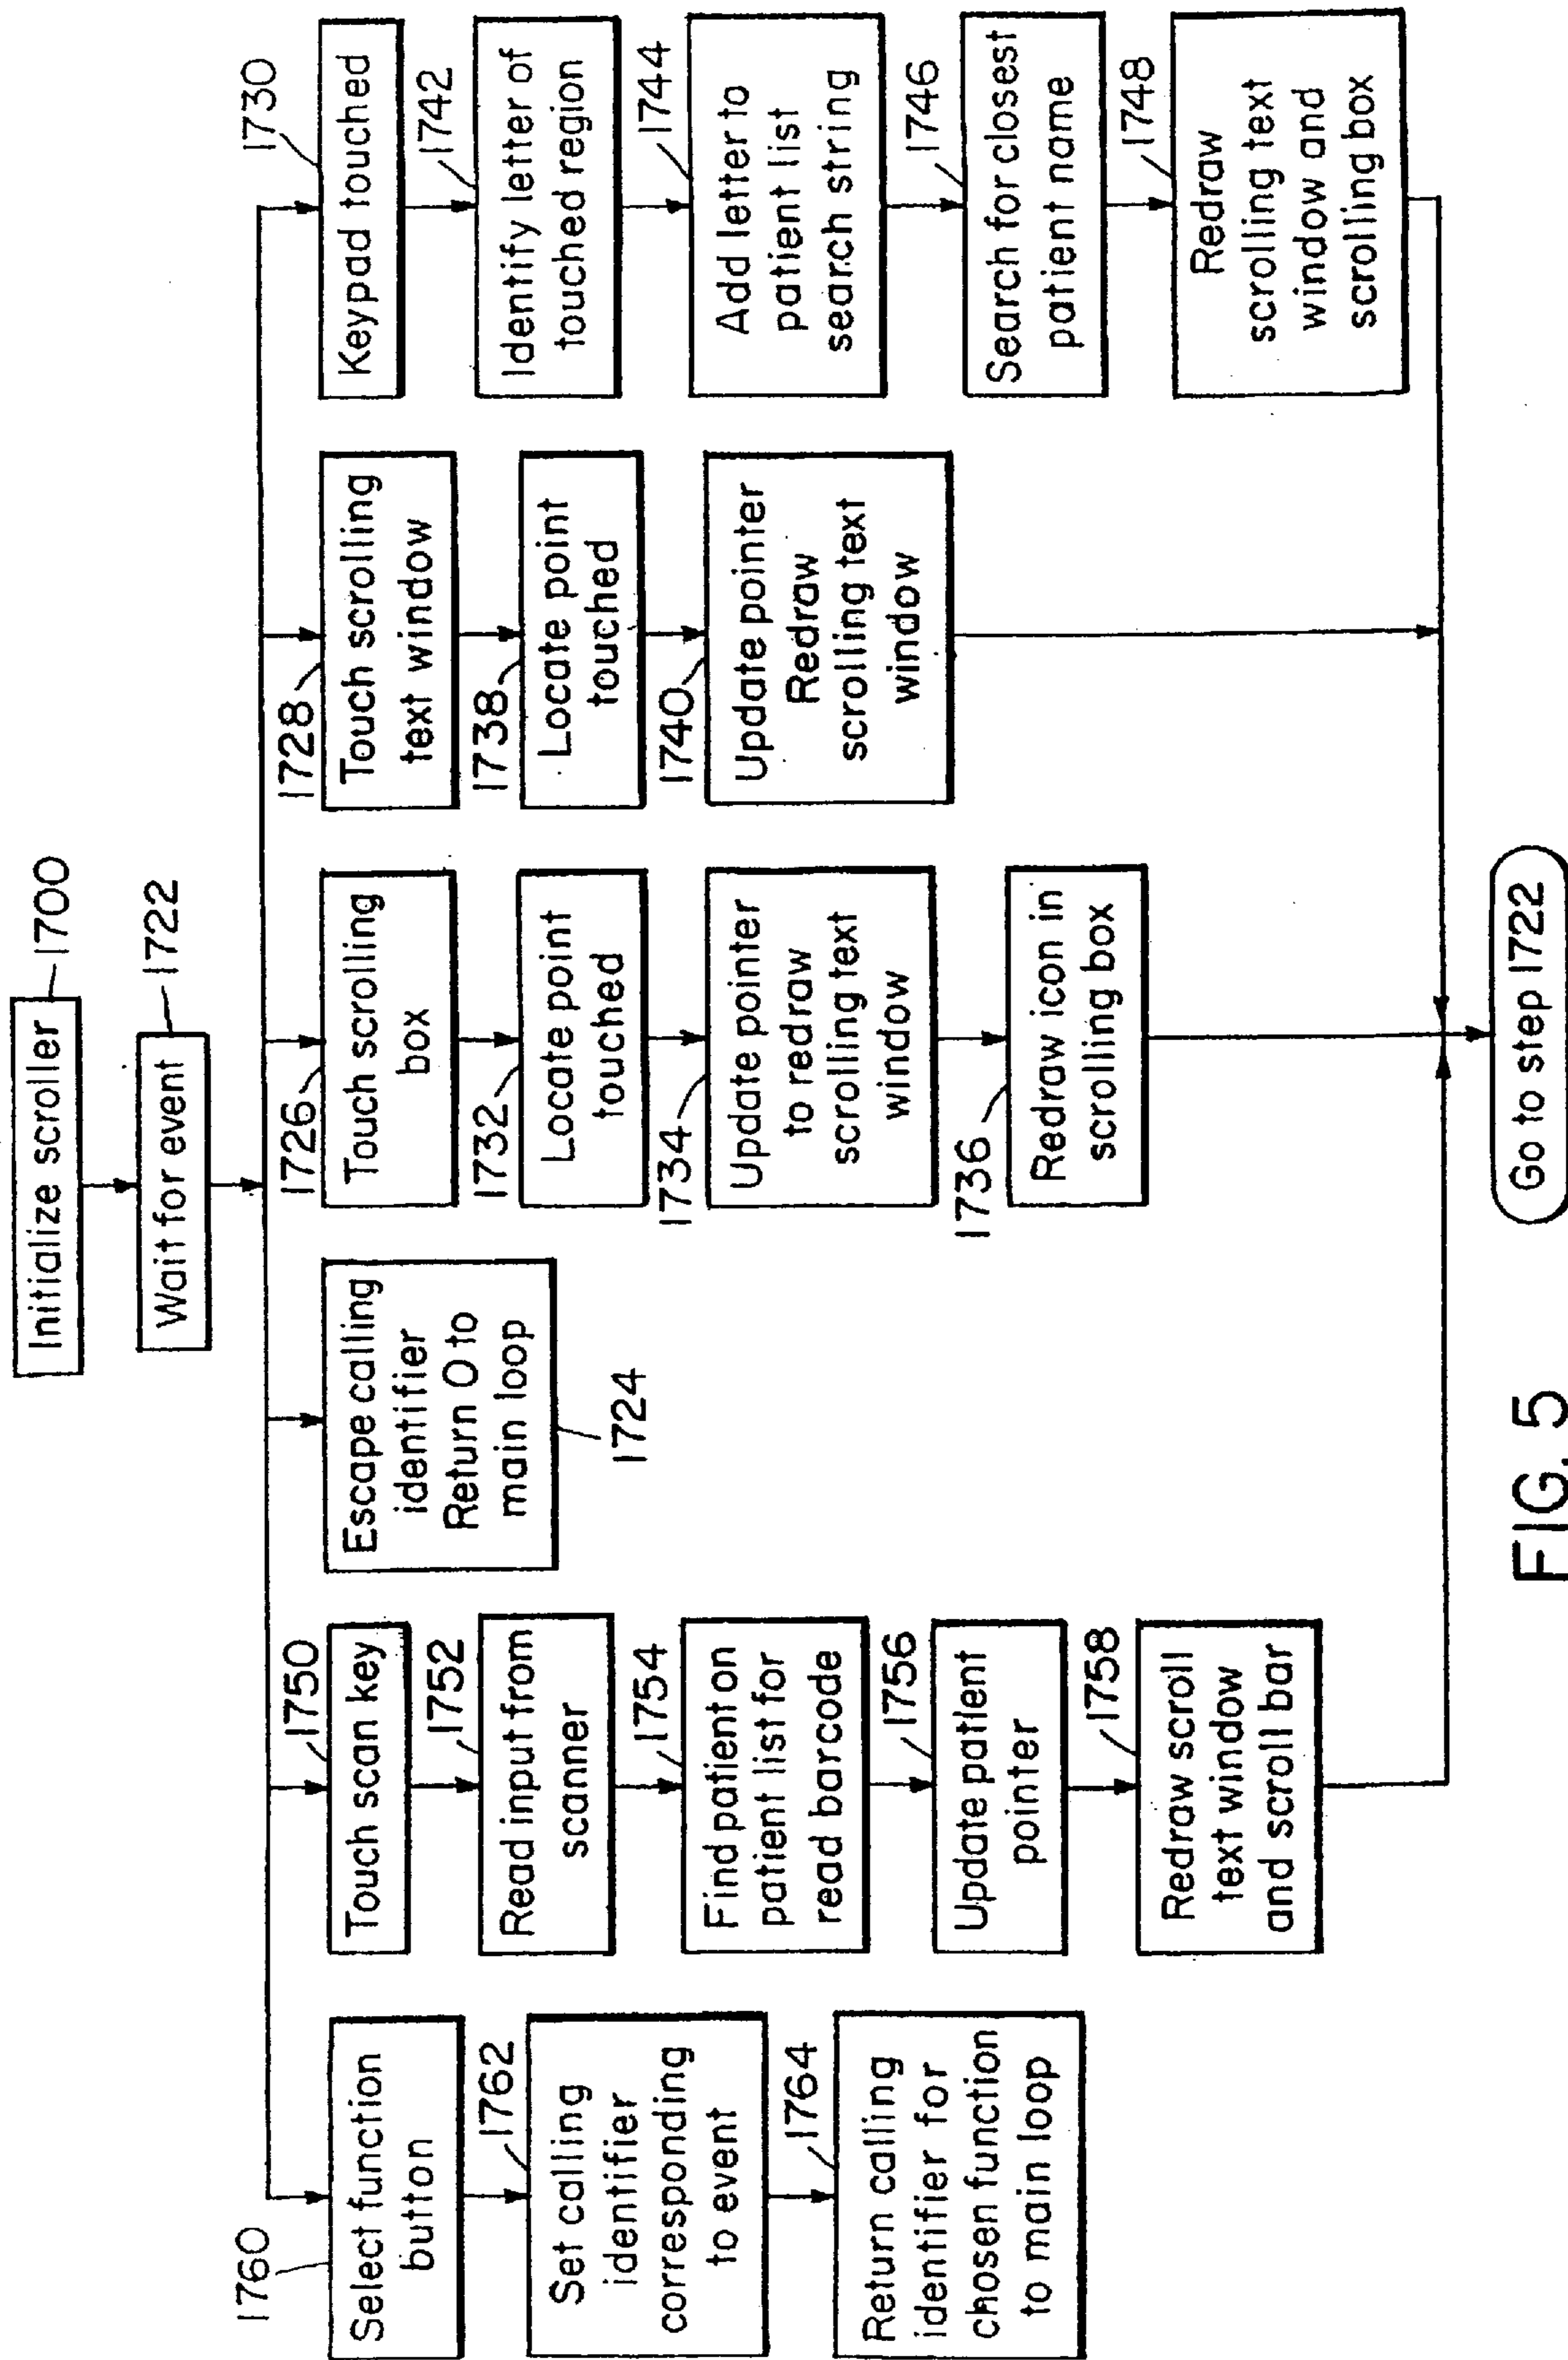 Initialize scroller
1700
Wait for event
1722
1760
Select function
button
1762
Set calling
identifier
corresponding
to event
1764
Return calling
identifier for
chosen function
to main loop
1750
Touch scan key
1752
Read input from
scanner
1754
Find patient on
patient list for
read barcode
1756
Update patient
pointer
1758
Redraw scroll
text window
and scroll bar
Escape calling
identifier
Return 0 to
main loop
1724
1726
Touch scrolling
box
1732
Locate point
touched
1734
Update pointer
to redraw
scrolling text
window
1736
Redraw icon in
scrolling box
1728
Touch scrolling
text window
1738
Locate point
touched
1740
Update pointer
Redraw
scrolling text
window
1730
Keypad touched
1742
Identify letter of
touched region
1744
Add letter to
patient list
search string
1746
Search for closest
patient name
1748
Redraw
scrolling text
window and
scrolling box
Go to step 1722
FIG. 5